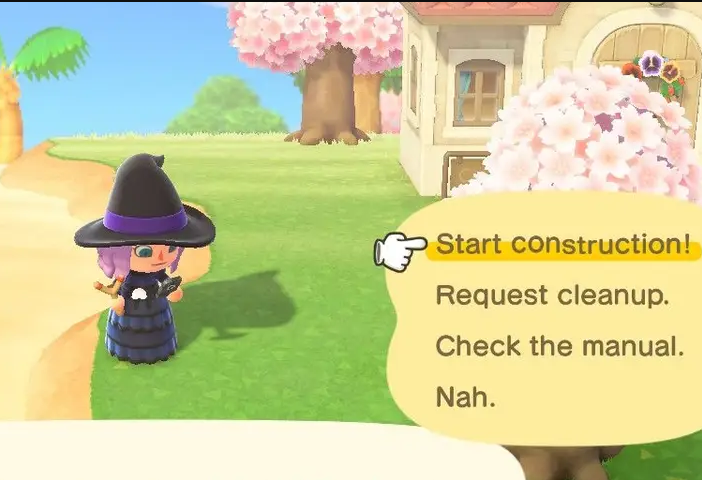 Start construction!
Request cleanup.
Check the manual.
Nah.